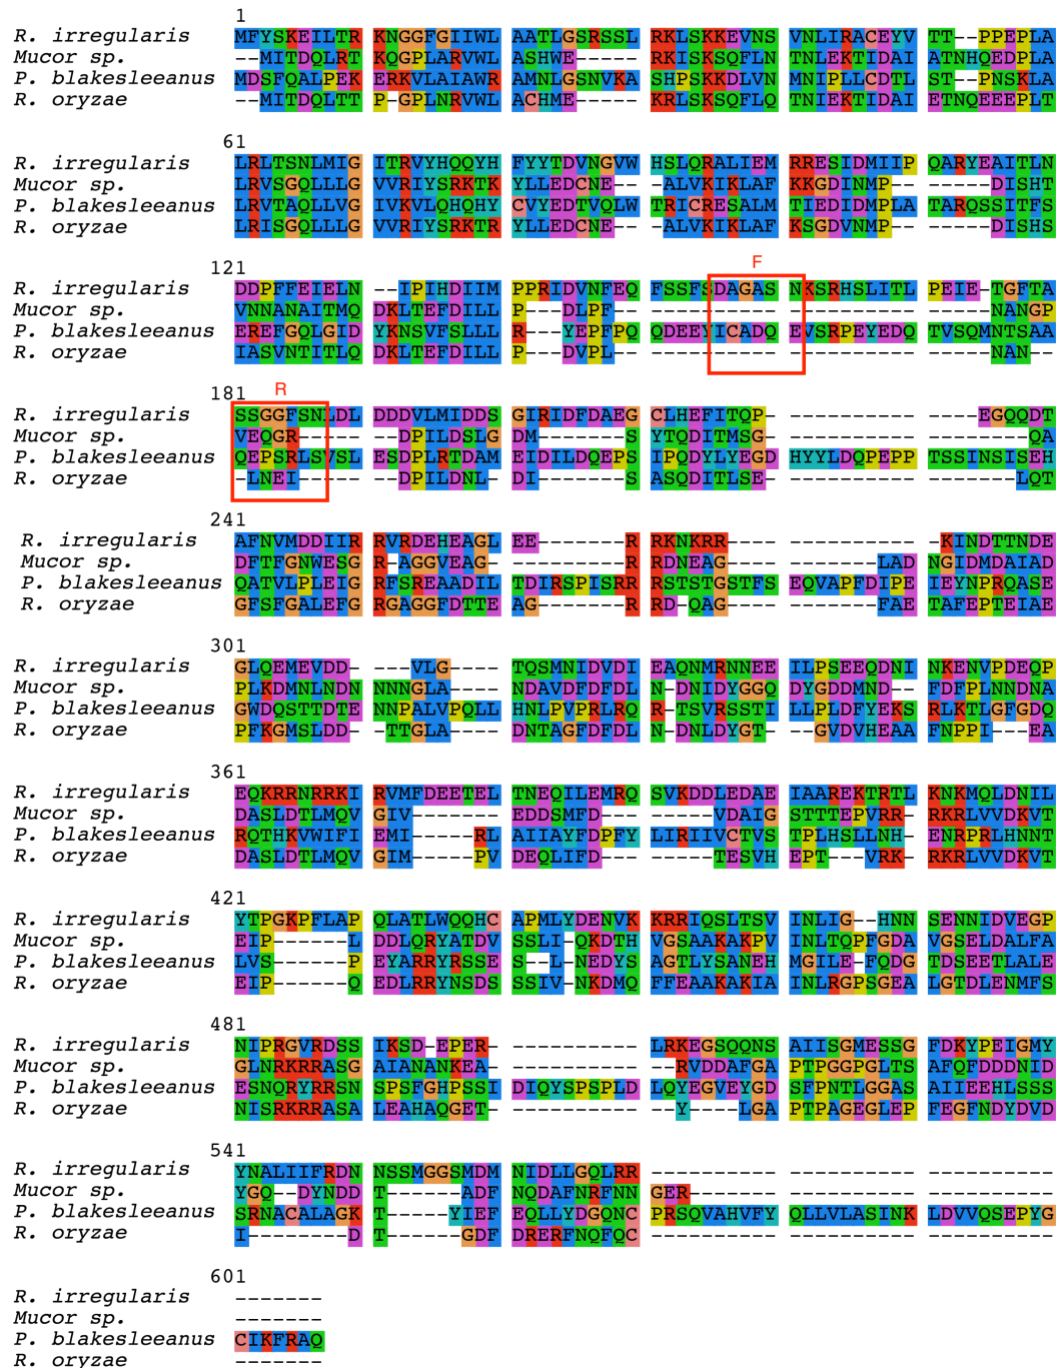 1
R. irregularis MFYSKEILTR KNGGFGIIWL AATLGSRSSL RKLSKKEVNS VNLIRACEYV TT--PPEPLA
Mucor sp. --MITDQLRT KQGPLARVWL ASHWE----- RKISKSQFLN TNLEKTIDAI ATNHQEDPLA
P. blakesleeanus MDSFQALPEK ERKVLAIAWR AMNLGSNVKA SHPSKKDLVN MNIPLICDTL ST--PNSKLA
R. oryzae --MITDQLTT P-GPLNRVWL ACHME----- KRLSKSQFLQ TNIEKTIDAI ETNQEEEPLT
61
R. irregularis LRLTSNLMIG ITRVYHQQYH FYYTDVNGVW HSLQRALIEM RRESIDMIIP QARYEAITLN
Mucor sp. LRVSGQLLLG VVRIYSRKTK YLLEDCNE-- -ALVKIKLAF KKGDINMP-- -----DISHT
P. blakesleeanus LRVTAQLLVG IVKVLQHQHY CVYEDTVQLW TRICRESALM TIEDIDMPLA TARQSSITFS
R. oryzae LRISGQLLLG VVRIYSRKTR YLLEDCNE-- -ALVKIKLAF KSGDVNMP-- -----DISHS
121
F
R. irregularis DDPFFEIELN --IPIHDIIM PPRIDVNFEQ FSSFSDAGAS NKSRHSLITL PEIE-TGFTA
Mucor sp. VNNANAITMQ DKLTEFDILL P--DLPF--- ---------- ---------- -----NANGP
P. blakesleeanus EREFGQLGID YKNSVFSLLL R--YEPFPQQ QDEEYICADQ EVSRPEYEDQ TVSQMNTSAA
R. oryzae IASVNTITLQ DKLTEFDILL P--DVPL--- ---------- ---------- -----NAN--
181
R
R. irregularis SSGGFSNLDL DDDVLMIDDS GIRIDFDAEG CLHEFITQP- ---------- ----EGQQDT
Mucor sp. VEQGR----- --DPILDSLG DM-------S YTQDITMSG- ---------- --------QA
P. blakesleeanus QEPSRLSVSL ESDPLRTDAM EIDILDQEPS IPQDYLYEGD HYYLDQPEPP TSSINSISEH
R. oryzae -LNEI----- --DPILDNL- DI-------S ASQDITLSE- ---------- -------LQT
241
R. irregularis AFNVMDDIIR RVRDEHEAGL EE-------R RKNKRR---- ---------- --KINDTTNDE
Mucor sp. DFTFGNWESG R-AGGVEAG- ---------R RDNEAG---- -------LAD NGIDMDAIAD
P. blakesleeanus QATVLPLEIG RFSREAADIL TDIRSPISRR RSTSTGSTFS EQVAPFDIPE IEYNPRQASE
R. oryzae GFSFGALEFG RGAGGFDTTE AG-------R RD-QAG---- -------FAE TAFEPTEIAE
301
R. irregularis GLQEMEVDD- ---VLG---- TQSMNIDVDI EAQNMRNNEE ILPSEEQDNI NKENVPDEQP
Mucor sp. PLKDMNLNDN NNNGLA---- NDAVDFDFDL N-DNIDYGGQ DYGDDMND-- FDFPLNNDNA
P. blakesleeanus GWDQSTTDTE NNPALVPQLL HNLPVPRLRQ R-TSVRSSTI LLPLDFYEKS RLKTLGFGDQ
R. oryzae PFKGMSLDD- -TTGLA---- DNTAGFDFDL N-DNLDYGT- --GVDVHEAA FNPPI---EA
361
R. irregularis EQKRRNRRKI RVMFDEETEL TNEQILEMRQ SVKDDLEDAE IAAREKTRTL KNKMQLDNIL
Mucor sp. DASLDTLMQV GIV------- EDDSMFD--- -----VDAIG STTTEPVRR- RKRLVVDKVT
P. blakesleeanus RQTHKVWIFI EMI-----RL AIIAYFDPFY LIRIIVCTVS TPLHSLLNH- ENRPRLHNNT
R. oryzae DASLDTLMQV GIM-----PV DEQLIFD--- -----TESVH EPT---VRK- RKRLVVDKVT
421
R. irregularis YTPGKPFLAP QLATLWQQHC APMLYDENVK KRRIQSLTSV INLIG--HNN SENNIDVEGP
Mucor sp. EIP------L DDLQRYATDV SSLI-QKDTH VGSAAKAKPV INLTQPFGDA VGSELDALFA
P. blakesleeanus LVS------P EYARRYRSSE S--L-NEDYS AGTLYSANEH MGILE-FQDG TDSEETLALE
R. oryzae EIP------Q EDLRRYNSDS SSIV-NKDMQ FFEAAKAKIA INLRGPSGEA LGTDLENMFS
481
R. irregularis NIPRGVRDSS IKSD-EPER- ---------- --LRKEGSQQNS AIISGMESSG FDKYPEIGMY
Mucor sp. GLNRKRRASG AIANANKEA- ---------- ---RVDDAFGA PTPGGPGLTS AFQFDDDNID
P. blakesleeanus ESNQRYRRSN SPSFGHPSSI DIQYSPSPLD LQYEGVEYGD SFPNTLGGAS AIIEEHLSSS
R. oryzae NISRKRRASA LEAHAQGET- ---------- --Y----LGA PTPAGEGLEP FEGFNDYDVD
541
R. irregularis YNALIIFRDN NSSMGGSMDM NIDLLGQLRR ---------- ---------- ----------
Mucor sp. YGQ--DYNDD T------ADF NQDAFNRFNN GER------- ---------- ----------
P. blakesleeanus SRNACALAGK T-----YIEF EQLLYDGQNC PRSQVAHVFY QLLVLASINK LDVVQSEPYG
R. oryzae I--------D T------GDF DRERFNQFQC ---------- ---------- ----------
601
R. irregularis -------
Mucor sp. -------
P. blakesleeanus CIKFRAQ
R. oryzae -------